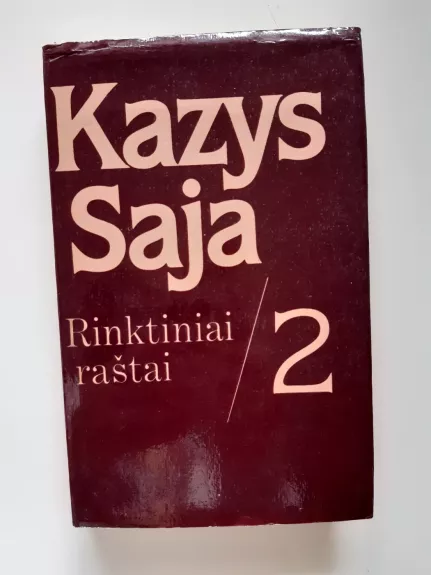 Kazys
Saja
Rinktiniai
raštai
/2